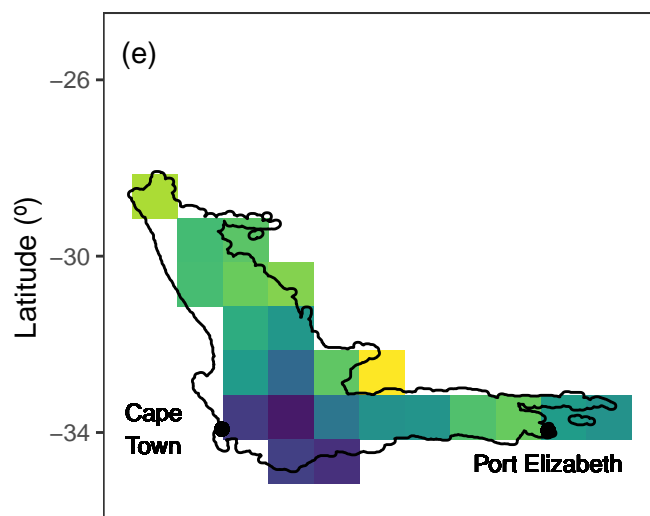 (e)
−26
−30
−34
Latitude (º)
Cape
Town
Port Elizabeth